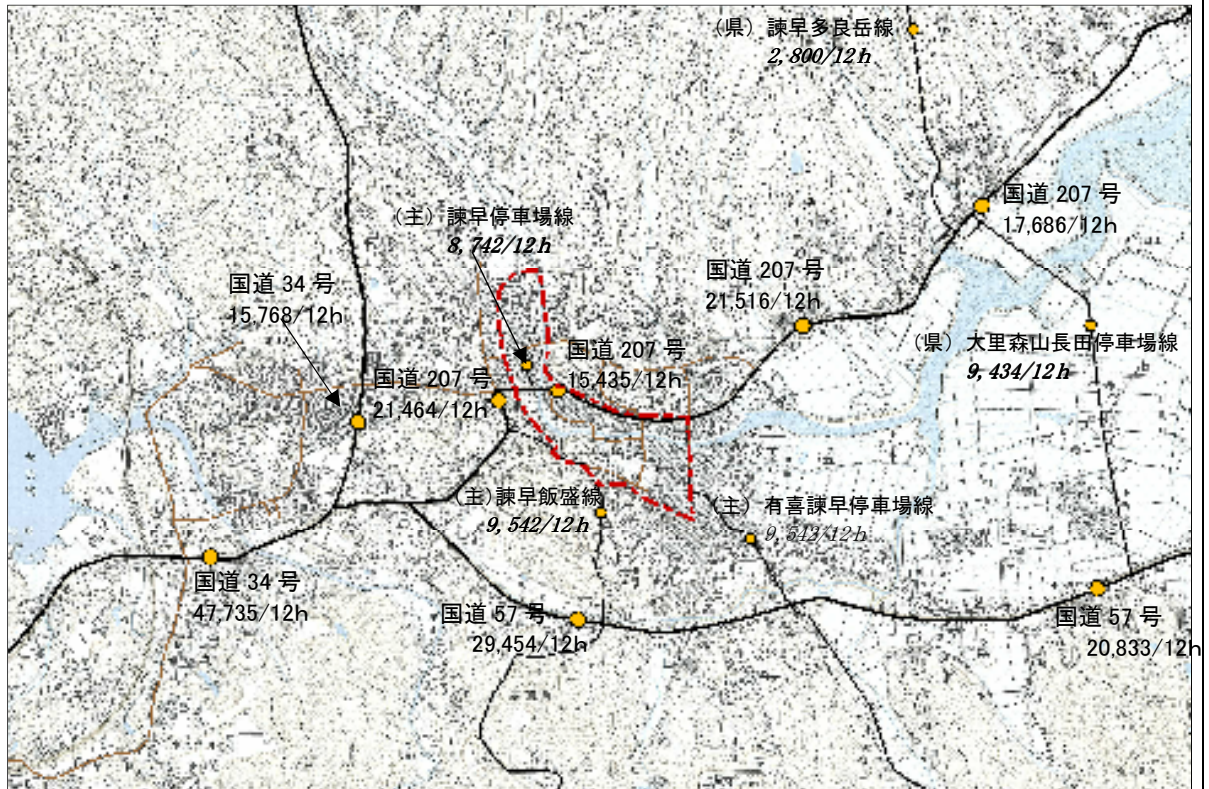 （県）諫早多良岳線
2,800/12h
国道 207 号
17,686/12h
（主）諫早停車場線
8,742/12h
国道 34 号
15,768/12h
国道 207 号
21,516/12h
（県）大里森山長田停車場線
9,434/12h
国道 207 号
15,435/12h
国道 207 号
21,464/12h
（主）諫早飯盛線
9,542/12h
（主）有喜諫早停車場線
9,542/12h
国道 34 号
47,735/12h
国道 57 号
29,454/12h
国道 57 号
20,833/12h